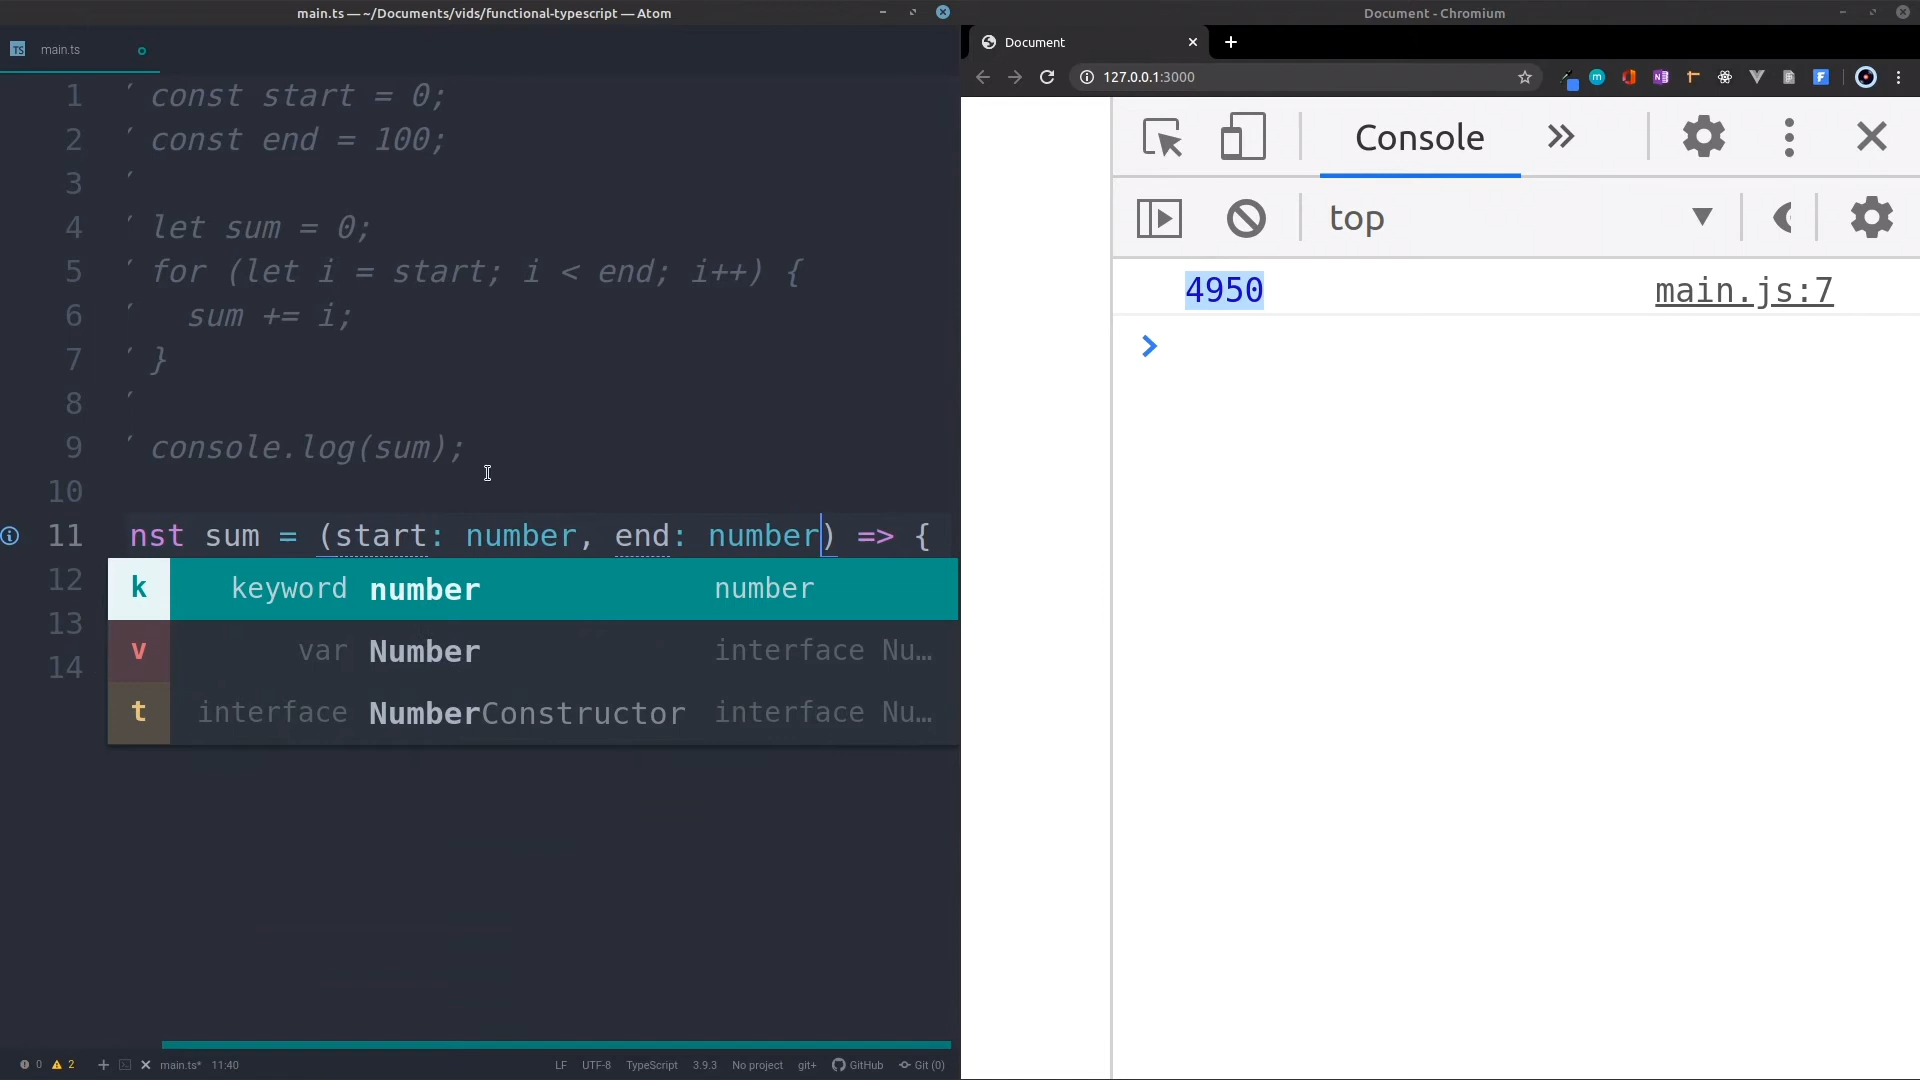 main.ts — ~/Documents/vids/functional-typescript — Atom
TS main.ts
1 const start = 0;
2 const end = 100;
3
4 let sum = 0;
5 for (let i = start; i < end; i++) {
6 sum += i;
7 }
8
9 console.log(sum);
10
11 nst sum = (start: number, end: number) => {
12
13
14
k keyword number number
v var Number interface Nu…
t interface NumberConstructor interface Nu…
0 2 main.ts* 11:40 LF UTF-8 TypeScript 3.9.3 No project git+ GitHub Git (0)
Document - Chromium
Document
127.0.0.1:3000
Console
top
4950 main.js:7